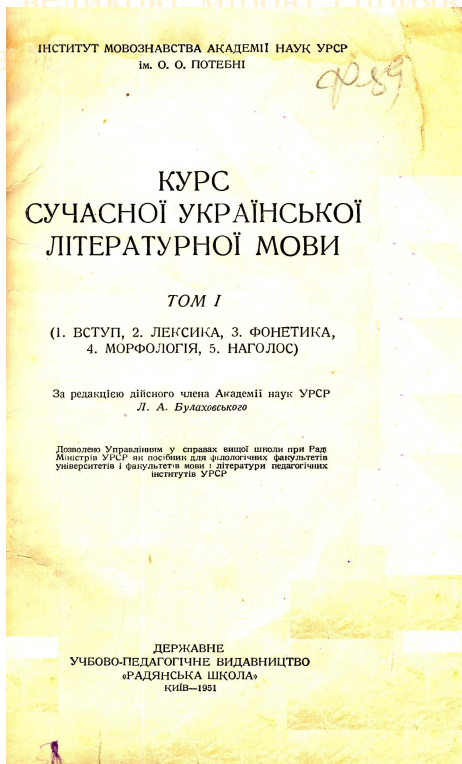 ІНСТИТУТ МОВОЗНАВСТВА АКАДЕМІЇ НАУК УРСР
ім. О. О. ПОТЕБНІ
КУРС
СУЧАСНОЇ УКРАЇНСЬКОЇ
ЛІТЕРАТУРНОЇ МОВИ
ТОМ I
(1. ВСТУП, 2. ЛЕКСИКА, 3. ФОНЕТИКА,
4. МОРФОЛОГІЯ, 5. НАГОЛОС)
За редакцією дійсного члена Академії наук УРСР
Л. А. Булаховського
Дозволено Управлінням у справах вищої школи при Раді
Міністрів УРСР як посібник для філологічних факультетів
університетів і факультетів мови і літератури педагогічних
інститутів УРСР
ДЕРЖАВНЕ
УЧБОВО-ПЕДАГОГІЧНЕ ВИДАВНИЦТВО
«РАДЯНСЬКА ШКОЛА»
КИЇВ—1951